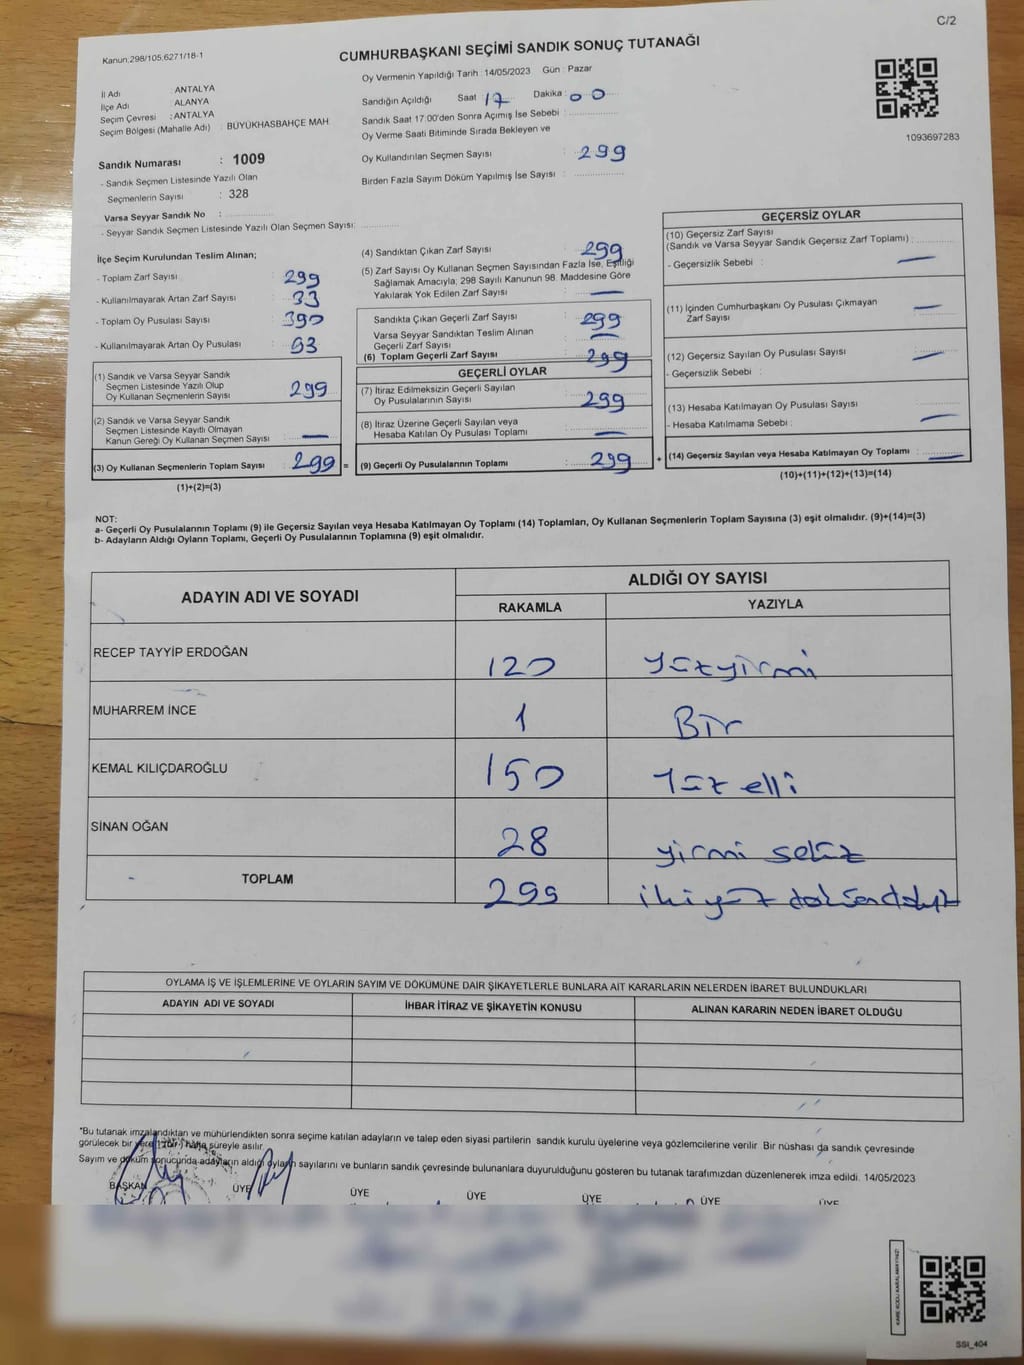 C/2
Kanun,298/105,6271/18-1
CUMHURBAŞKANI SEÇİMİ SANDIK SONUÇ TUTANAĞI
Oy Vermenin Yapıldığı Tarih : 14/05/2023 Gün : Pazar
İl Adı : ANTALYA
İlçe Adı : ALANYA
Seçim Çevresi : ANTALYA
Seçim Bölgesi (Mahalle Adı) : BÜYÜKHASBAHÇE MAH.
Sandığın Açıldığı Saat : 17 Dakika : 00
Sandık Saat 17.00'den Sonra Açılmış İse Sebebi :
Oy Verme Saati Bitiminde Sırada Bekleyen ve
Oy Kullandırılan Seçmen Sayısı : 299
Birden Fazla Sayım Döküm Yapılmış İse Sayısı :
1093697283
Sandık Numarası : 1009
- Sandık Seçmen Listesinde Yazılı Olan
Seçmenlerin Sayısı : 328
Varsa Seyyar Sandık No :
- Seyyar Sandık Seçmen Listesinde Yazılı Olan Seçmen Sayısı:
İlçe Seçim Kurulundan Teslim Alınan;
- Toplam Zarf Sayısı : 299
- Kullanılmayarak Artan Zarf Sayısı : 33
- Toplam Oy Pusulası Sayısı : 390
- Kullanılmayarak Artan Oy Pusulası : 93
(1) Sandık ve Varsa Seyyar Sandık
Seçmen Listesinde Yazılı Olup
Oy Kullanan Seçmenlerin Sayısı : 299
(2) Sandık ve Varsa Seyyar Sandık
Seçmen Listesinde Kayıtlı Olmayan
Kanun Gereği Oy Kullanan Seçmen Sayısı : —
(3) Oy Kullanan Seçmenlerin Toplam Sayısı : 299 =
(1)+(2)=(3)
(4) Sandıktan Çıkan Zarf Sayısı : 299
(5) Zarf Sayısı Oy Kullanan Seçmen Sayısından Fazla İse, Eşitliği
Sağlamak Amacıyla; 298 Sayılı Kanunun 98. Maddesine Göre
Yakılarak Yok Edilen Zarf Sayısı : —
Sandıkta Çıkan Geçerli Zarf Sayısı : 299
Varsa Seyyar Sandıktan Teslim Alınan
Geçerli Zarf Sayısı : —
(6) Toplam Geçerli Zarf Sayısı : 299
GEÇERLİ OYLAR
(7) İtiraz Edilmeksizin Geçerli Sayılan
Oy Pusulalarının Sayısı : 299
(8) İtiraz Üzerine Geçerli Sayılan veya
Hesaba Katılan Oy Pusulası Toplamı : —
(9) Geçerli Oy Pusulalarının Toplamı : 299 +
GEÇERSİZ OYLAR
(10) Geçersiz Zarf Sayısı
(Sandık ve Varsa Seyyar Sandık Geçersiz Zarf Toplamı) :
- Geçersizlik Sebebi : —
(11) İçinden Cumhurbaşkanı Oy Pusulası Çıkmayan
Zarf Sayısı : —
(12) Geçersiz Sayılan Oy Pusulası Sayısı : —
- Geçersizlik Sebebi :
(13) Hesaba Katılmayan Oy Pusulası Sayısı :
- Hesaba Katılmama Sebebi : —
(14) Geçersiz Sayılan veya Hesaba Katılmayan Oy Toplamı : —
(10)+(11)+(12)+(13)=(14)
NOT:
a- Geçerli Oy Pusulalarının Toplamı (9) ile Geçersiz Sayılan veya Hesaba Katılmayan Oy Toplamı (14) Toplamları, Oy Kullanan Seçmenlerin Toplam Sayısına (3) eşit olmalıdır. (9)+(14)=(3)
b- Adayların Aldığı Oyların Toplamı, Geçerli Oy Pusulalarının Toplamına (9) eşit olmalıdır.
ADAYIN ADI VE SOYADI ALDIĞI OY SAYISI
RAKAMLA YAZIYLA
RECEP TAYYİP ERDOĞAN 120 Yüzyirmi
MUHARREM İNCE 1 Bir
KEMAL KILIÇDAROĞLU 150 Yüz elli
SİNAN OĞAN 28 yirmi sekiz
TOPLAM 299 ikiyüz doksandokuz
OYLAMA İŞ VE İŞLEMLERİNE VE OYLARIN SAYIM VE DÖKÜMÜNE DAİR ŞİKAYETLERLE BUNLARA AİT KARARLARIN NELERDEN İBARET BULUNDUKLARI
ADAYIN ADI VE SOYADI İHBAR İTİRAZ VE ŞİKAYETİN KONUSU ALINAN KARARIN NEDEN İBARET OLDUĞU
*Bu tutanak imzalandıktan ve mühürlendikten sonra seçime katılan adayların ve talep eden siyasi partilerin sandık kurulu üyelerine veya gözlemcilerine verilir Bir nüshası da sandık çevresinde
görülecek bir yere 1 (bir) hafta süreyle asılır.
Sayım ve döküm sonucunda adayların aldığı oyların sayılarını ve bunların sandık çevresinde bulunanlara duyurulduğunu gösteren bu tutanak tarafımızdan düzenlenerek imza edildi. 14/05/2023
BAŞKAN ÜYE ÜYE ÜYE ÜYE ÜYE ÜYE
SSI_404